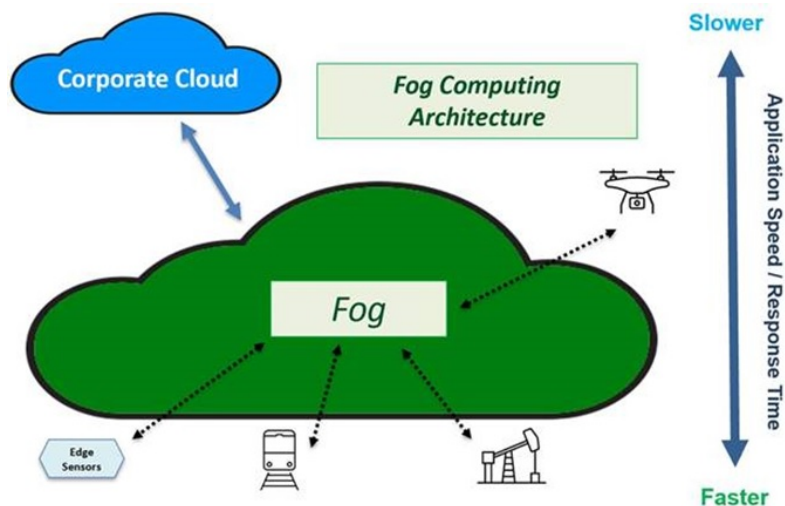 Slower
Corporate Cloud
Fog Computing
Architecture
Application Speed / Response Time
Fog
Edge
Sensors
Faster